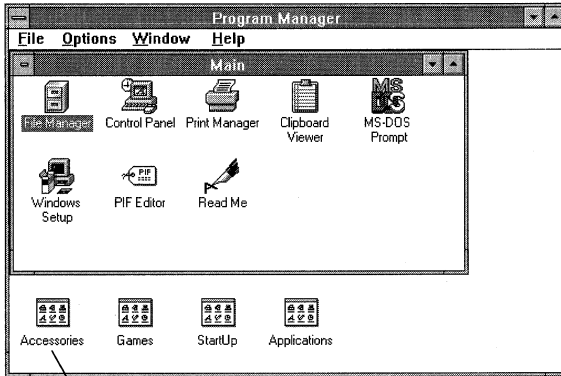 Program Manager
File Options Window Help
Main
File Manager Control Panel Print Manager Clipboard Viewer MS-DOS Prompt
Windows Setup PIF Editor Read Me
Accessories Games StartUp Applications